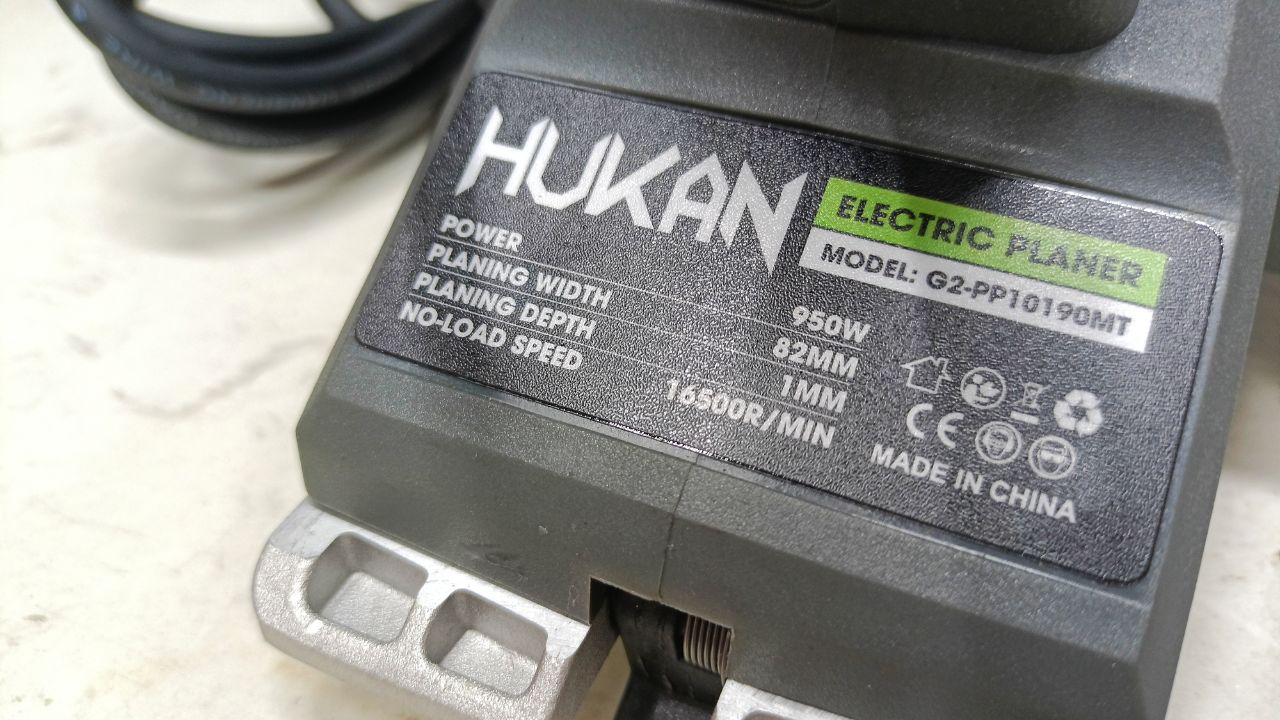 HUKAN
ELECTRIC PLANER
MODEL: G2-PP10190MT
POWER 950W
PLANING WIDTH 82MM
PLANING DEPTH 1MM
NO-LOAD SPEED 16500R/MIN
CE
MADE IN CHINA